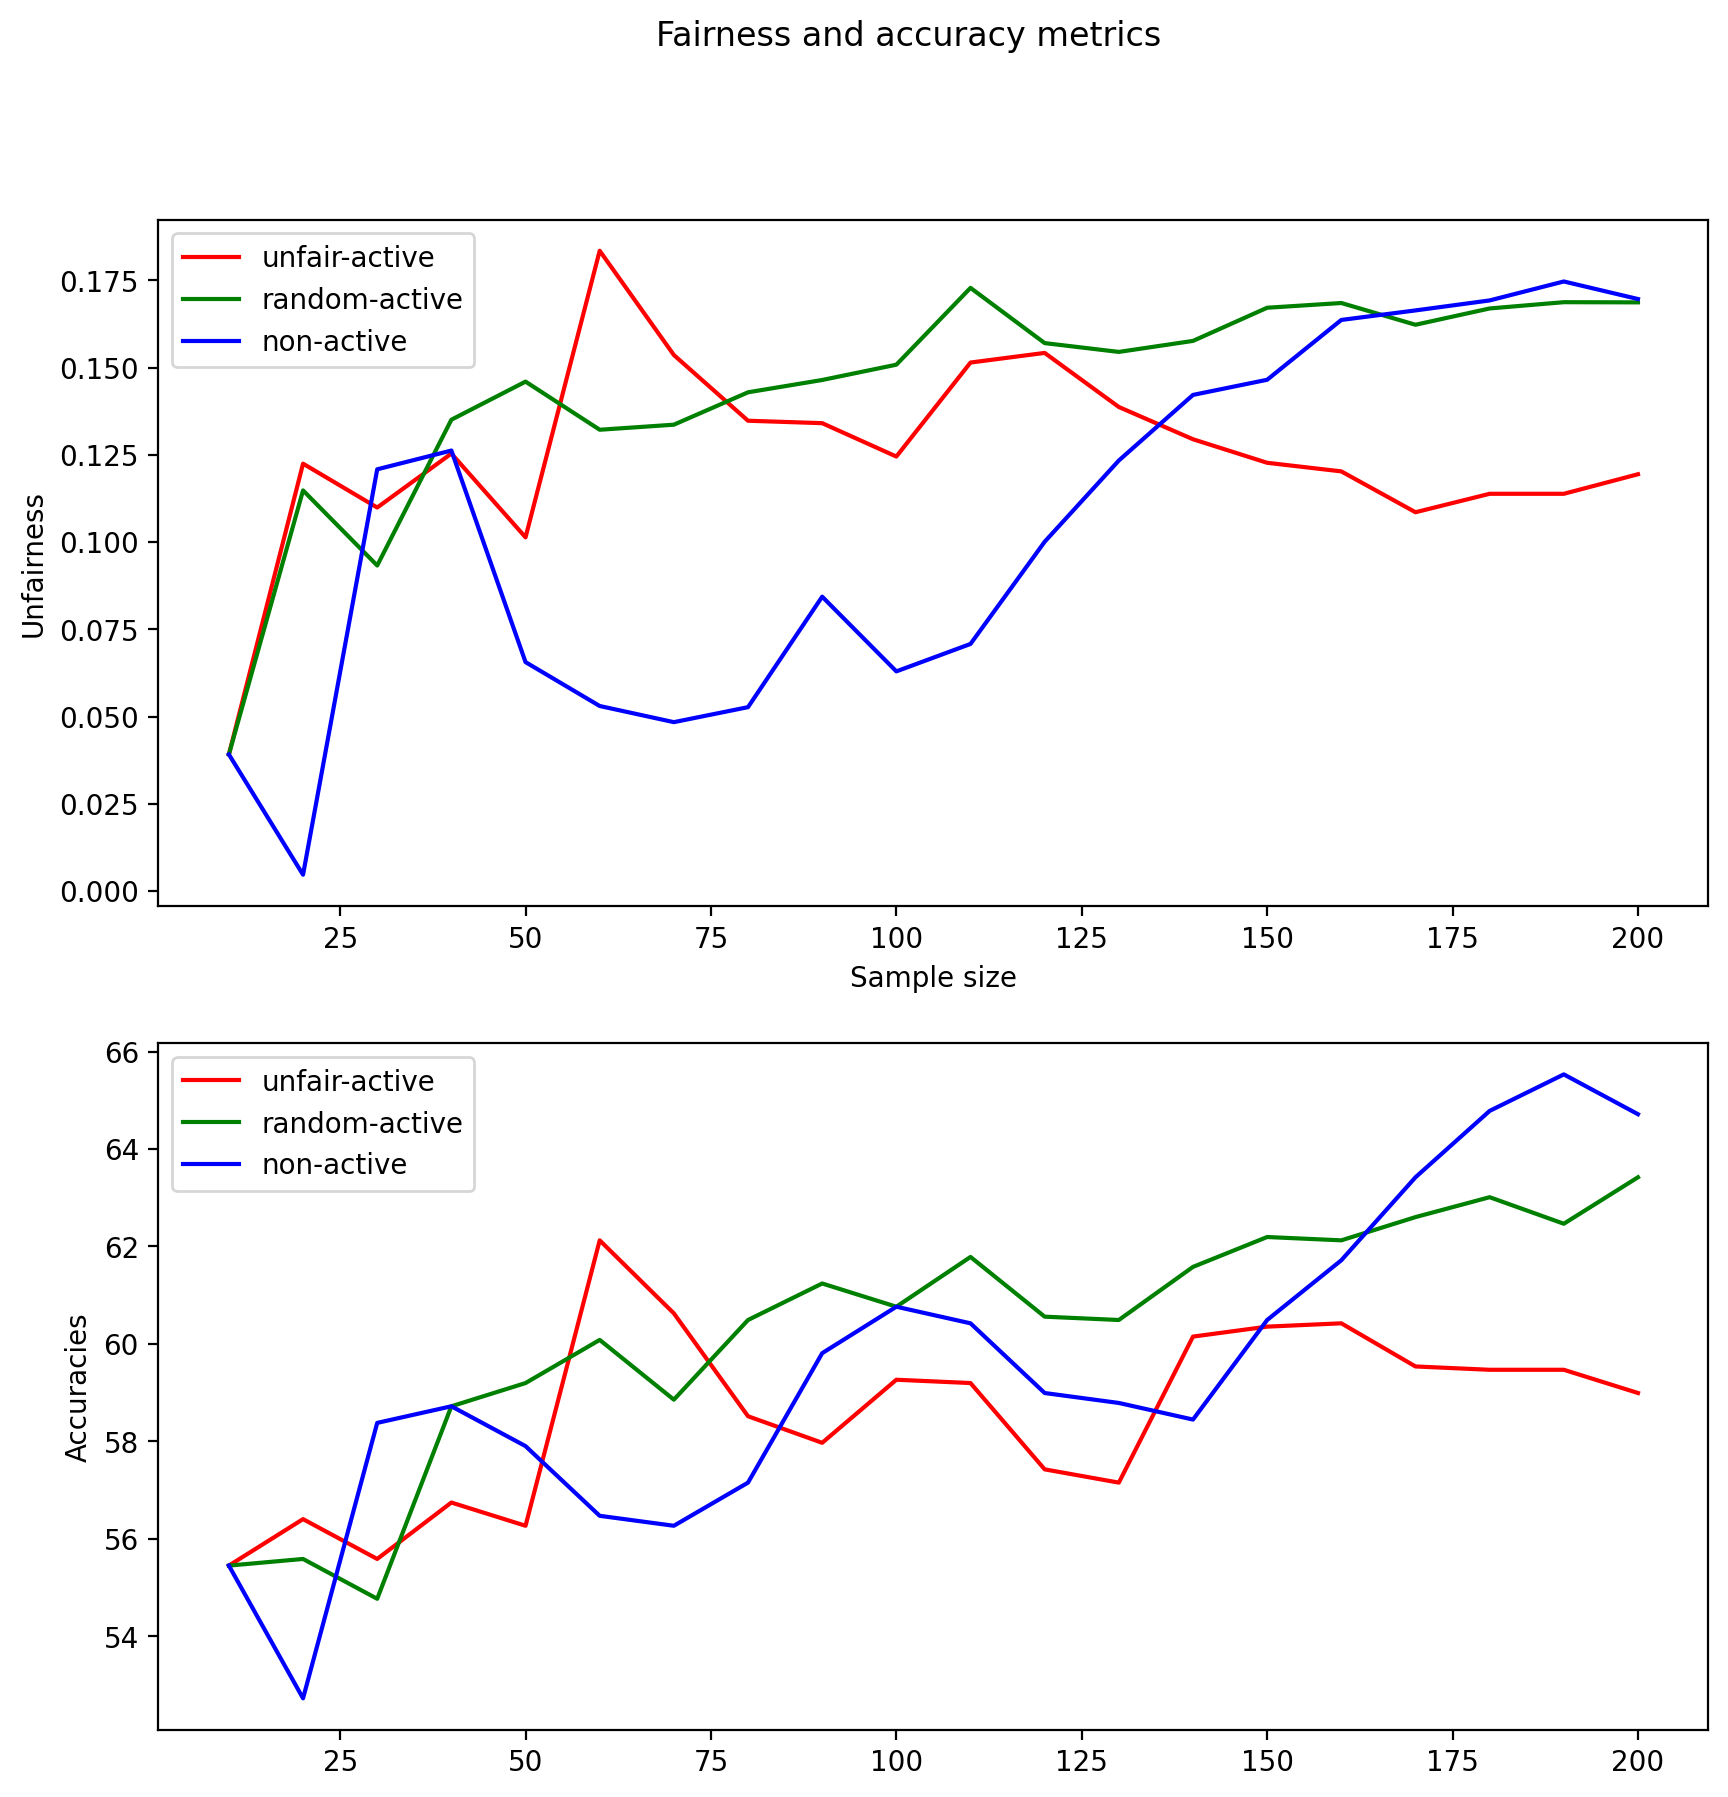 Fairness and accuracy metrics
unfair-active
random-active
non-active
0.175
0.150
0.125
0.100
0.075
0.050
0.025
0.000
Unfairness
25 50 75 100 125 150 175 200
Sample size
unfair-active
random-active
non-active
66
64
62
60
58
56
54
Accuracies
25 50 75 100 125 150 175 200